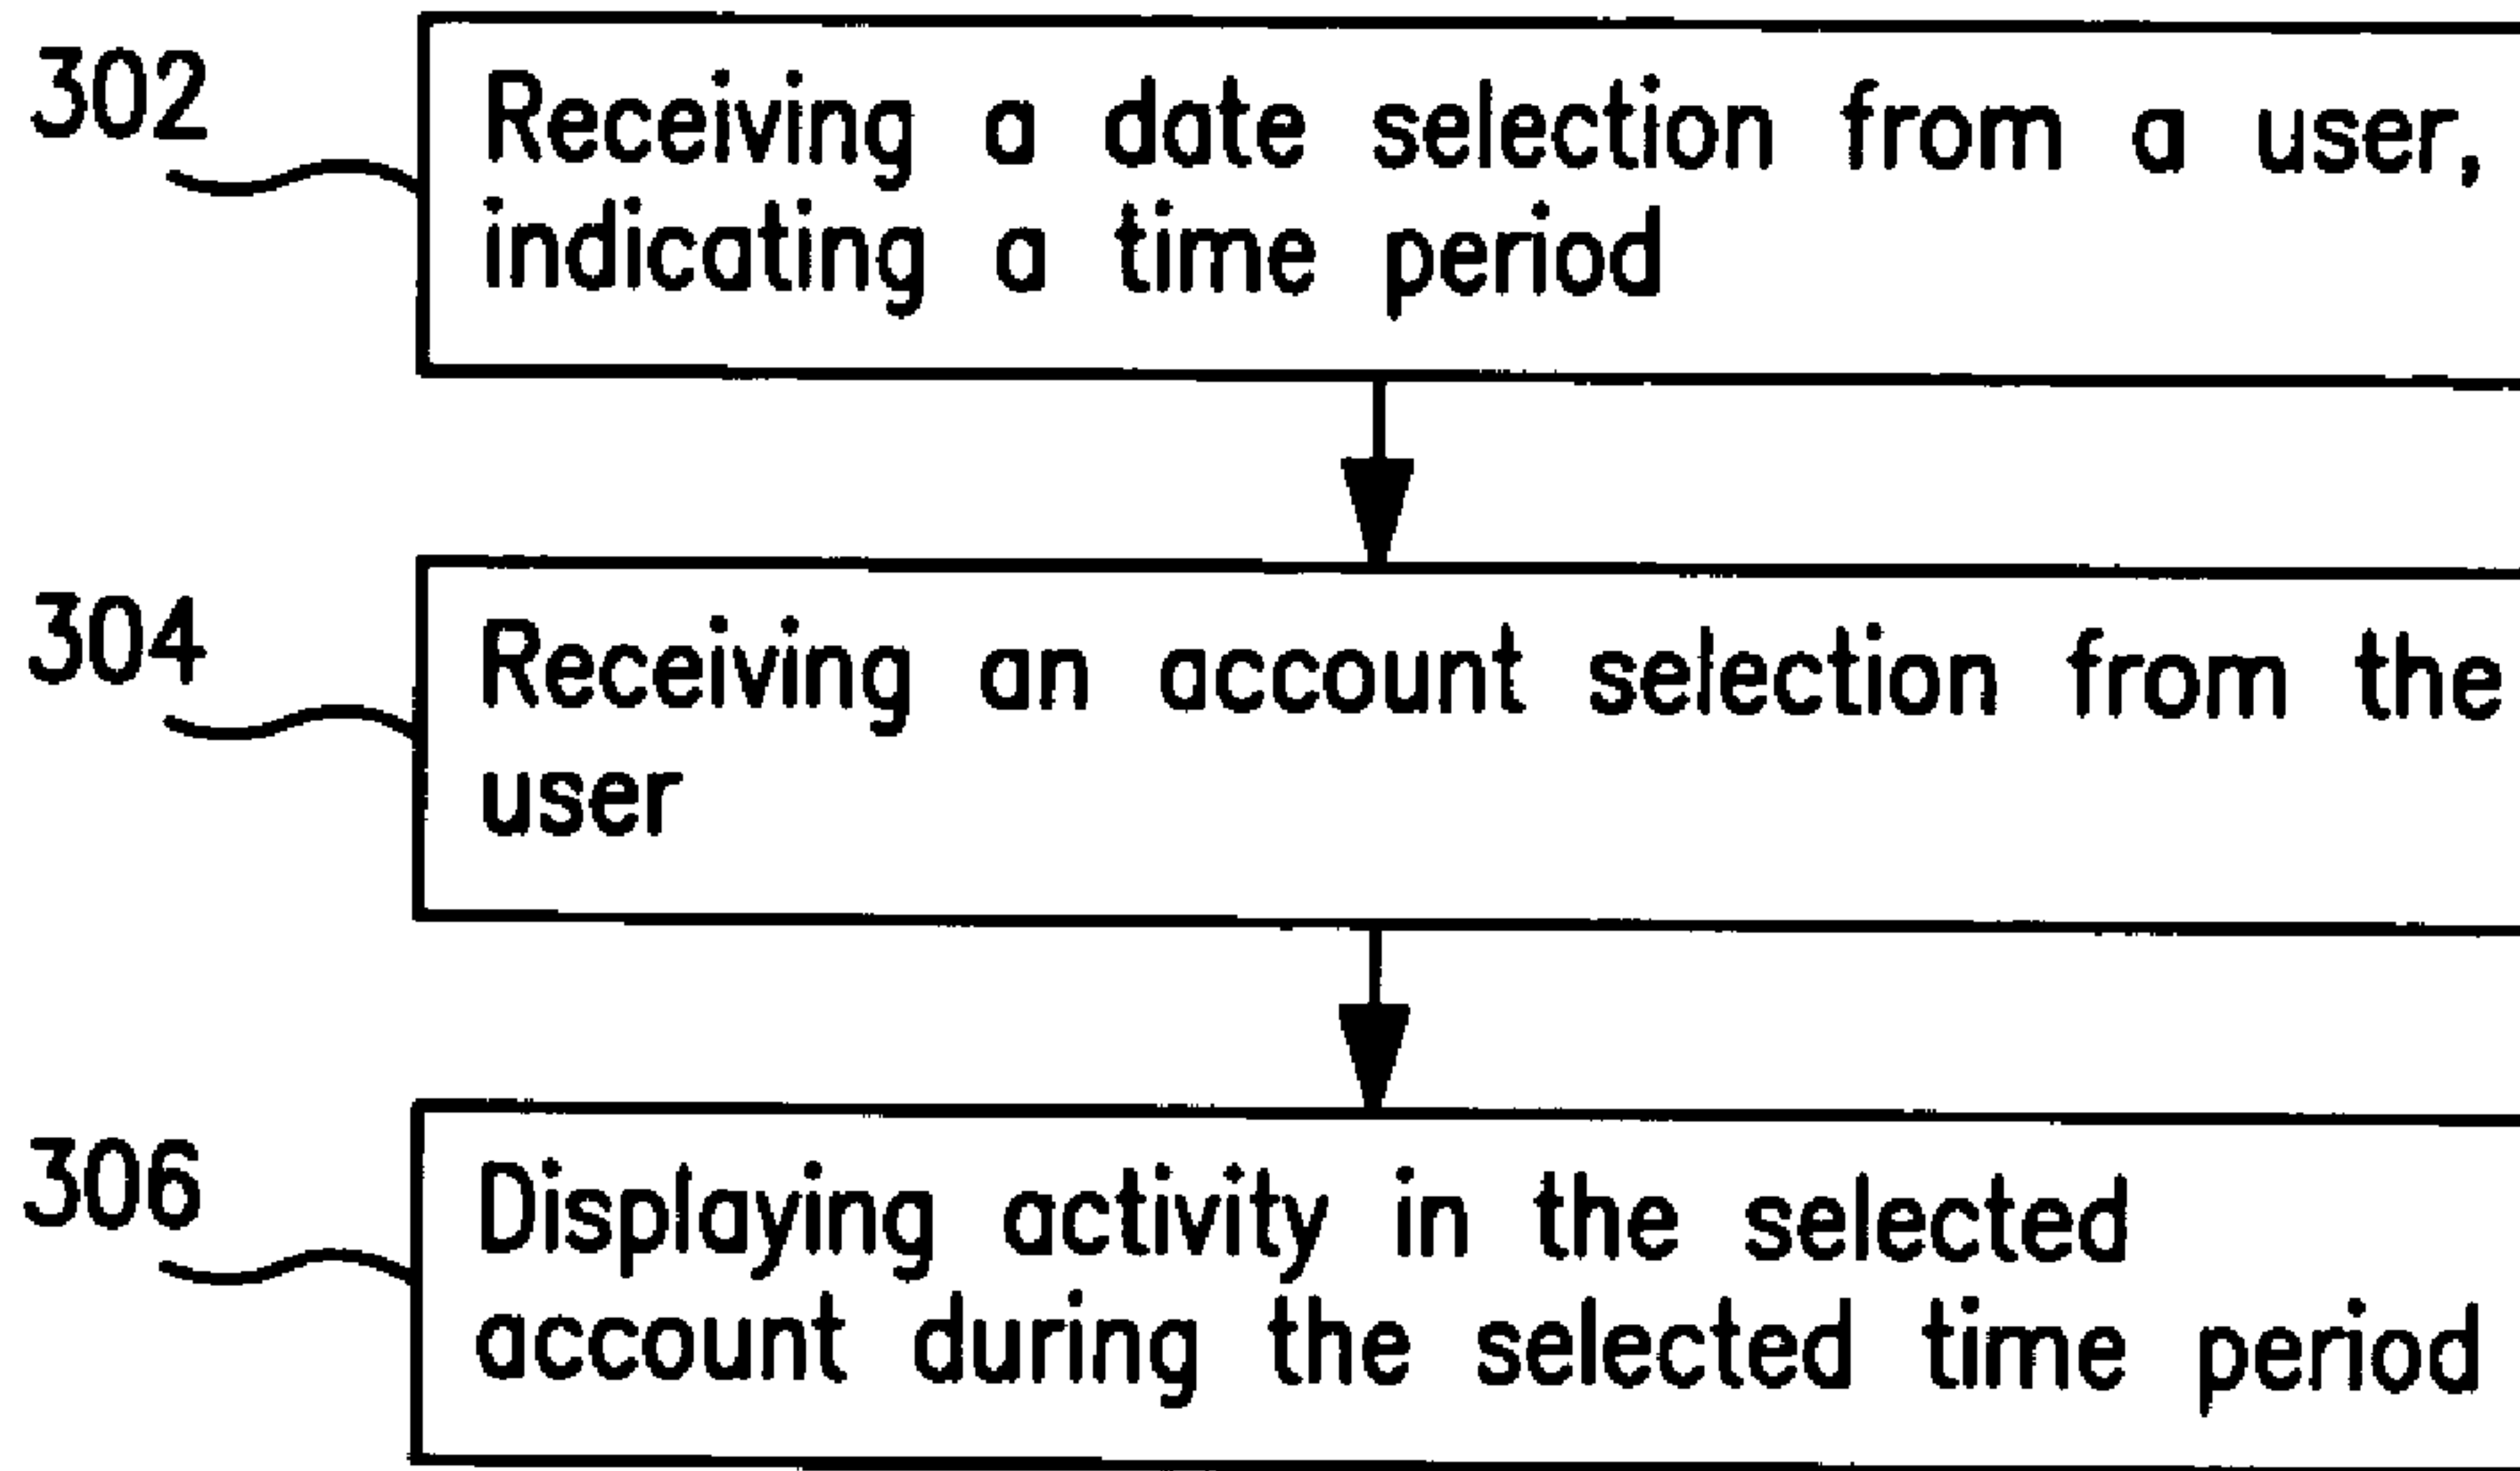 302
Receiving a date selection from a user,
indicating a time period
304
Receiving an account selection from the
user
306
Displaying activity in the selected
account during the selected time period